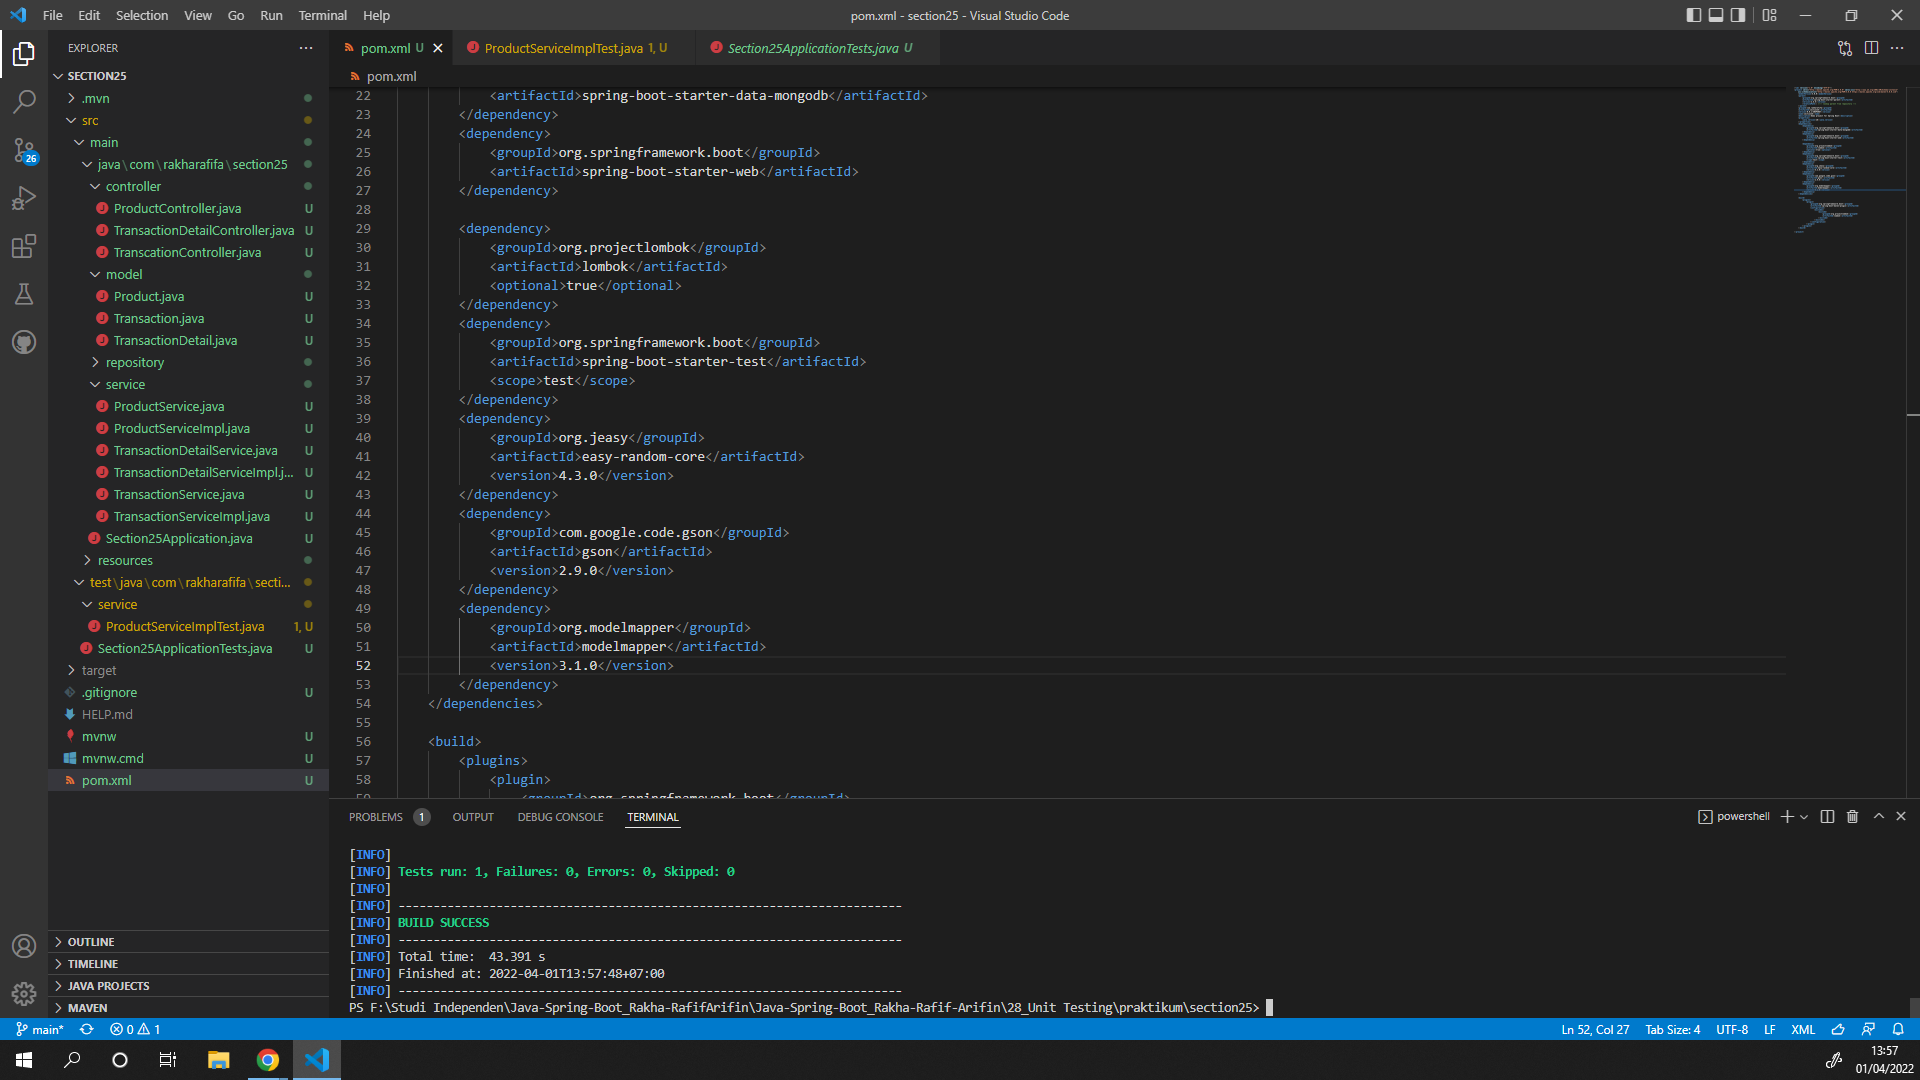 File Edit Selection View Go Run Terminal Help
pom.xml - section25 - Visual Studio Code
EXPLORER
SECTION25
.mvn
src
main
java\com\rakharafifa\section25
controller
ProductController.java U
TransactionDetailController.java U
TranscationController.java U
model
Product.java U
Transaction.java U
TransactionDetail.java U
repository
service
ProductService.java U
ProductServiceImpl.java U
TransactionDetailService.java U
TransactionDetailServiceImpl.j... U
TransactionService.java U
TransactionServiceImpl.java U
Section25Application.java U
resources
test\java\com\rakharafifa\secti...
service
ProductServiceImplTest.java 1, U
Section25ApplicationTests.java U
target
.gitignore U
HELP.md
mvnw U
mvnw.cmd U
pom.xml U
OUTLINE
TIMELINE
JAVA PROJECTS
MAVEN
26
pom.xml U
ProductServiceImplTest.java 1, U
Section25ApplicationTests.java U
pom.xml
22 <artifactId>spring-boot-starter-data-mongodb</artifactId>
23 </dependency>
24 <dependency>
25 <groupId>org.springframework.boot</groupId>
26 <artifactId>spring-boot-starter-web</artifactId>
27 </dependency>
28
29 <dependency>
30 <groupId>org.projectlombok</groupId>
31 <artifactId>lombok</artifactId>
32 <optional>true</optional>
33 </dependency>
34 <dependency>
35 <groupId>org.springframework.boot</groupId>
36 <artifactId>spring-boot-starter-test</artifactId>
37 <scope>test</scope>
38 </dependency>
39 <dependency>
40 <groupId>org.jeasy</groupId>
41 <artifactId>easy-random-core</artifactId>
42 <version>4.3.0</version>
43 </dependency>
44 <dependency>
45 <groupId>com.google.code.gson</groupId>
46 <artifactId>gson</artifactId>
47 <version>2.9.0</version>
48 </dependency>
49 <dependency>
50 <groupId>org.modelmapper</groupId>
51 <artifactId>modelmapper</artifactId>
52 <version>3.1.0</version>
53 </dependency>
54 </dependencies>
55
56 <build>
57 <plugins>
58 <plugin>
59 <groupId>org.springframework.boot</groupId>
PROBLEMS 1 OUTPUT DEBUG CONSOLE TERMINAL
powershell
[INFO]
[INFO] Tests run: 1, Failures: 0, Errors: 0, Skipped: 0
[INFO]
[INFO] ------------------------------------------------------------------------
[INFO] BUILD SUCCESS
[INFO] ------------------------------------------------------------------------
[INFO] Total time:  43.391 s
[INFO] Finished at: 2022-04-01T13:57:48+07:00
[INFO] ------------------------------------------------------------------------
PS F:\Studi Independen\Java-Spring-Boot_Rakha-RafifArifin\Java-Spring-Boot_Rakha-Rafif-Arifin\28_Unit Testing\praktikum\section25>
main* 0 1
Ln 52, Col 27 Tab Size: 4 UTF-8 LF XML
13:57
01/04/2022